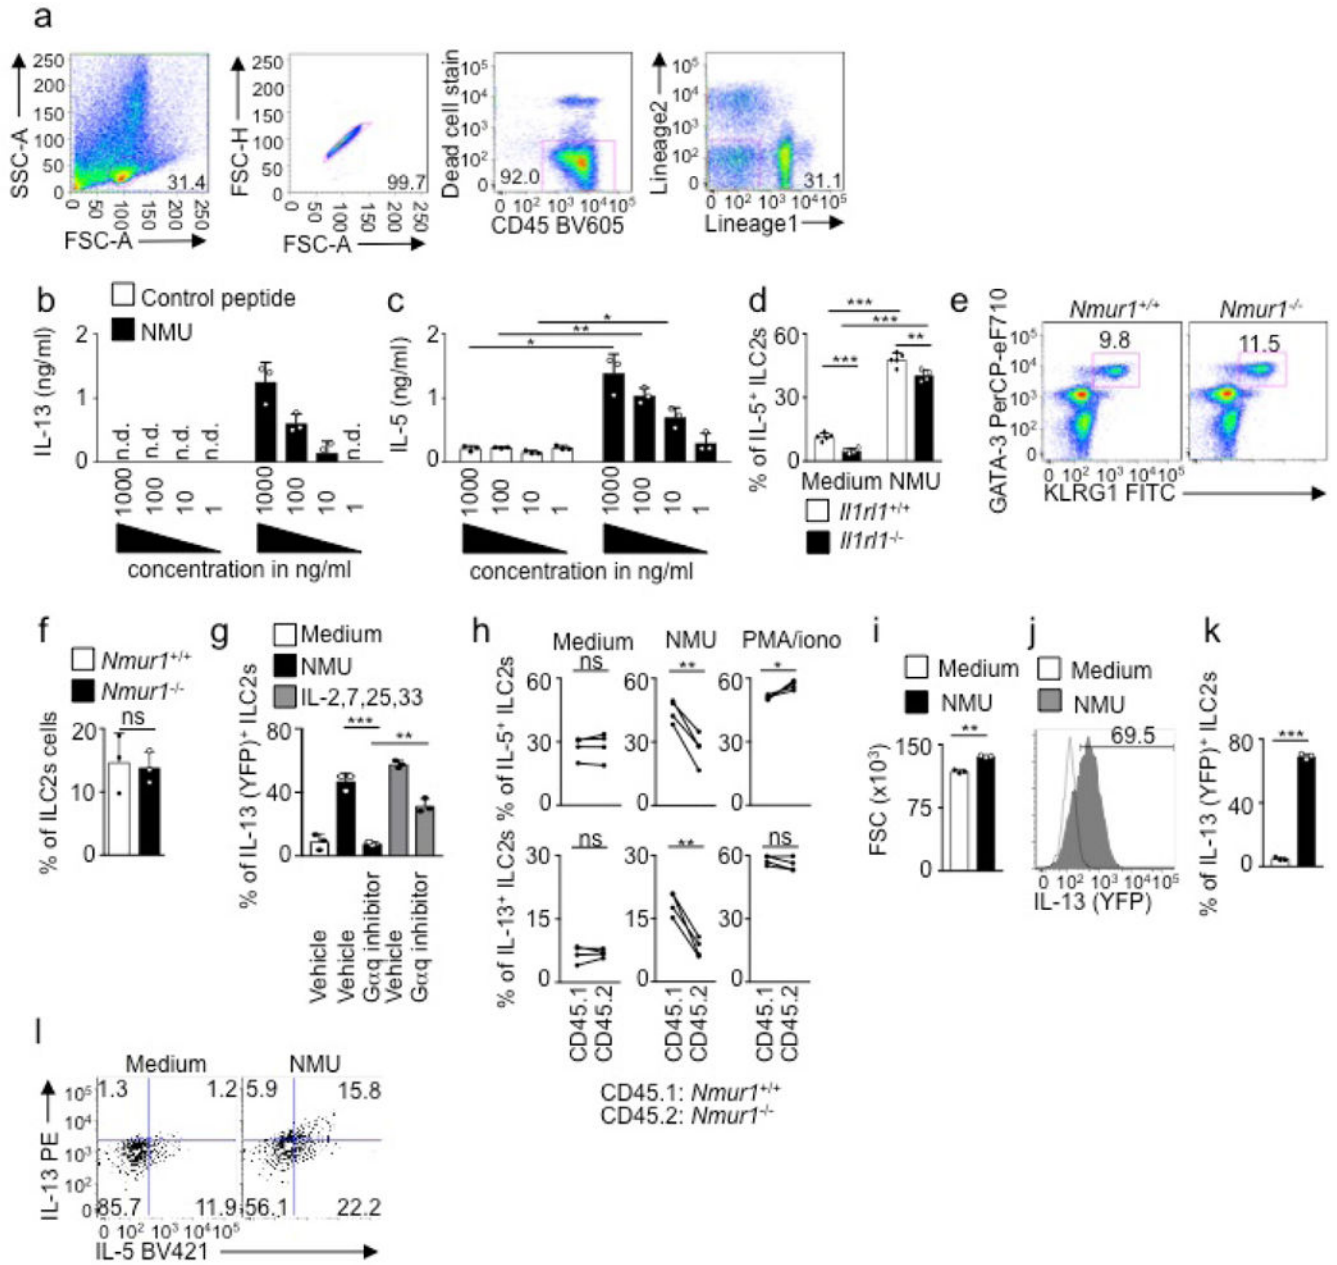 a
SSC-A
250
200
150
100
50
0
31.4
0 50 100 150 200 250
FSC-A
FSC-H
250
200
150
100
50
0
99.7
0 50 100 150 200 250
FSC-A
Dead cell stain
10⁵
10⁴
10³
10²
0
92.0
0 10² 10³ 10⁴ 10⁵
CD45 BV605
Lineage2
10⁵
10⁴
10³
10²
0
31.1
0 10² 10³ 10⁴ 10⁵
Lineage1
b
Control peptide
NMU
IL-13 (ng/ml)
2
1
0
n.p. n.p. n.p. n.p. n.p.
1000 100 10 1 1000 100 10 1
concentration in ng/ml
c
IL-5 (ng/ml)
2
1
0
*
**
*
1000 100 10 1 1000 100 10 1
concentration in ng/ml
d
% of IL-5⁺ ILC2s
60
30
0
***
***
**
***
Medium NMU
Il1rl1⁺/⁺
Il1rl1⁻/⁻
e
GATA-3 PerCP-eF710
Nmur1⁺/⁺ Nmur1⁻/⁻
9.8 11.5
10⁵
10⁴
10³
10²
0
0 10² 10³ 10⁴ 10⁵
KLRG1 FITC
f
Nmur1⁺/⁺
Nmur1⁻/⁻
% of ILC2s cells
ns
20
10
0
g
Medium
NMU
IL-2,7,25,33
% of IL-13 (YFP)⁺ ILC2s
*** **
80
40
0
Vehicle
Vehicle
Gαq inhibitor
Vehicle
Gαq inhibitor
h
Medium NMU PMA/iono
% of IL-5⁺ ILC2s
ns ** *
60 60 60
30 30 30
0 0 0
% of IL-13⁺ ILC2s
ns ** ns
30 30 60
15 15 30
0 0 0
CD45.1 CD45.2 CD45.1 CD45.2 CD45.1 CD45.2
CD45.1: Nmur1⁺/⁺
CD45.2: Nmur1⁻/⁻
i
Medium
NMU
FSC (x10³)
**
150
75
0
j
Medium
NMU
69.5
0 10² 10³ 10⁴ 10⁵
IL-13 (YFP)
k
% of IL-13 (YFP)⁺ ILC2s
***
80
40
0
l
Medium NMU
IL-13 PE
10⁵
10⁴
10³
10²
0
1.3 1.2 5.9 15.8
85.7 11.9 56.1 22.2
0 10² 10³ 10⁴ 10⁵
IL-5 BV421